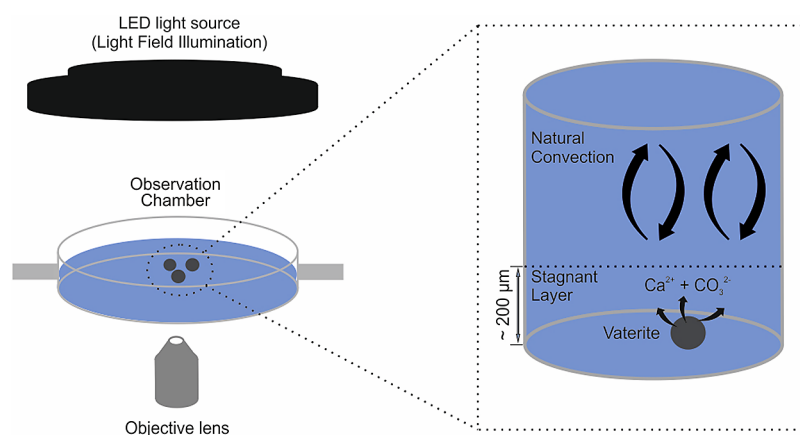 LED light source
(Light Field Illumination)
Observation
Chamber
Objective lens
Natural
Convection
Stagnant
Layer
~ 200 µm
Ca²⁺ + CO₃²⁻
Vaterite